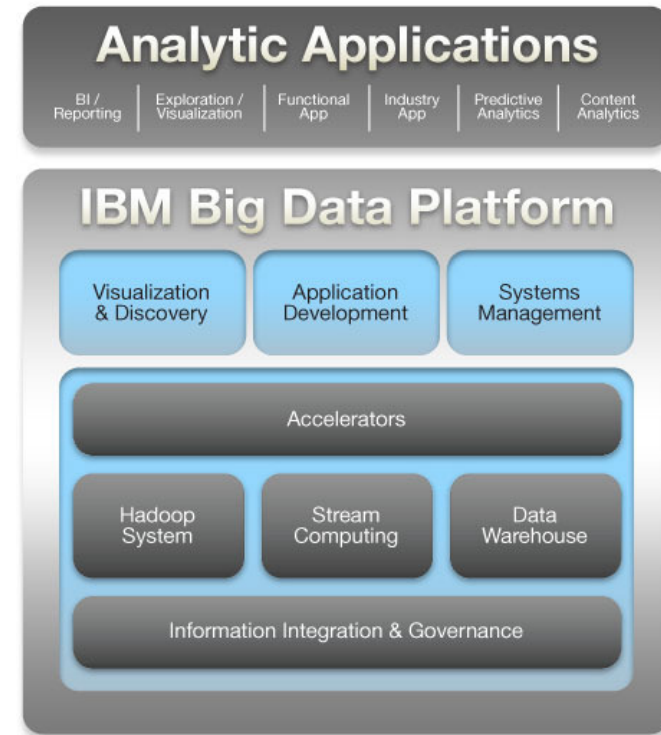 Analytic Applications
BI /
Reporting
Exploration /
Visualization
Functional
App
Industry
App
Predictive
Analytics
Content
Analytics
IBM Big Data Platform
Visualization
& Discovery
Application
Development
Systems
Management
Accelerators
Hadoop
System
Stream
Computing
Data
Warehouse
Information Integration & Governance